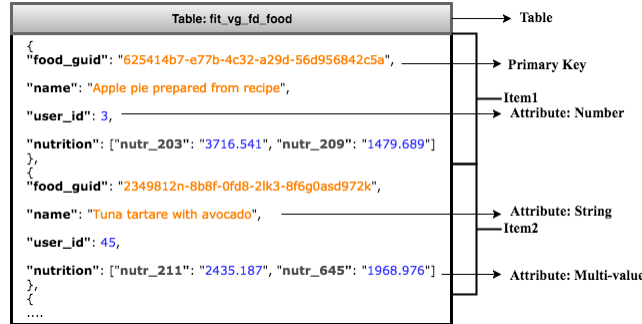 Table: fit_vg_fd_food
Table
{
"food_guid": "625414b7-e77b-4c32-a29d-56d956842c5a",
Primary Key
"name": "Apple pie prepared from recipe",
Item1
"user_id": 3,
Attribute: Number
"nutrition": ["nutr_203": "3716.541", "nutr_209": "1479.689"]
},
{
"food_guid": "2349812n-8b8f-0fd8-2lk3-8f6g0asd972k",
"name": "Tuna tartare with avocado",
Attribute: String
Item2
"user_id": 45,
"nutrition": ["nutr_211": "2435.187", "nutr_645": "1968.976"]
Attribute: Multi-value
},
{
....